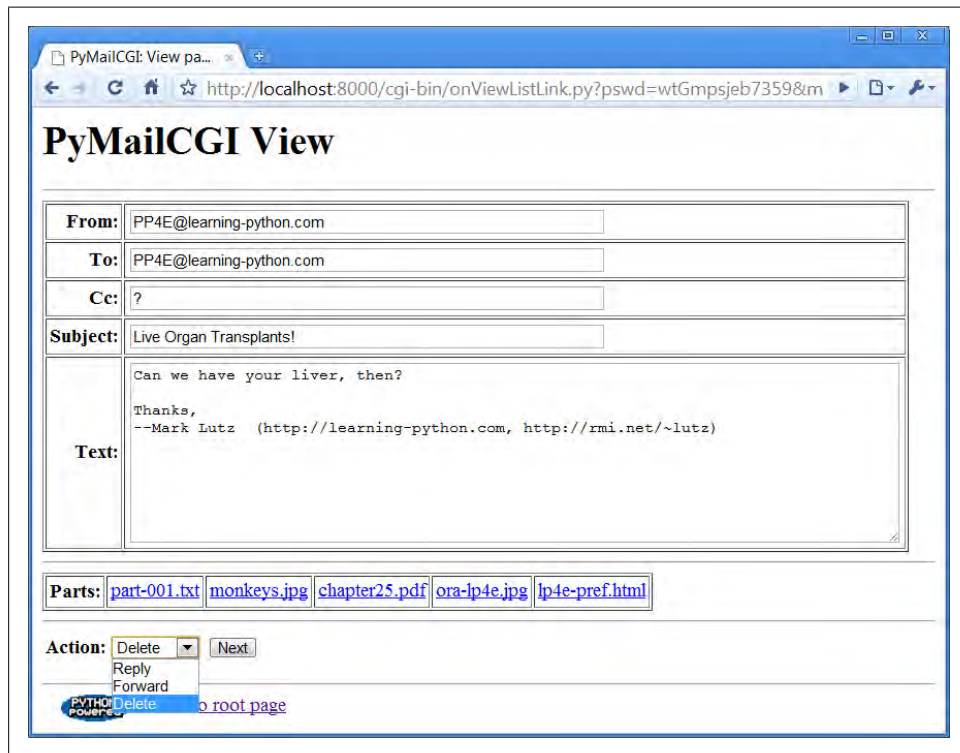 PyMailCGI: View pa...
http://localhost:8000/cgi-bin/onViewListLink.py?pswd=wtGmpsjeb7359&m
PyMailCGI View
From: PP4E@learning-python.com
To: PP4E@learning-python.com
Cc: ?
Subject: Live Organ Transplants!
Text: Can we have your liver, then?
Thanks,
--Mark Lutz (http://learning-python.com, http://rmi.net/~lutz)
Parts: part-001.txt monkeys.jpg chapter25.pdf ora-lp4e.jpg lp4e-pref.html
Action: Delete Next
Reply
Forward
Delete
PYTHO
Powere o root page